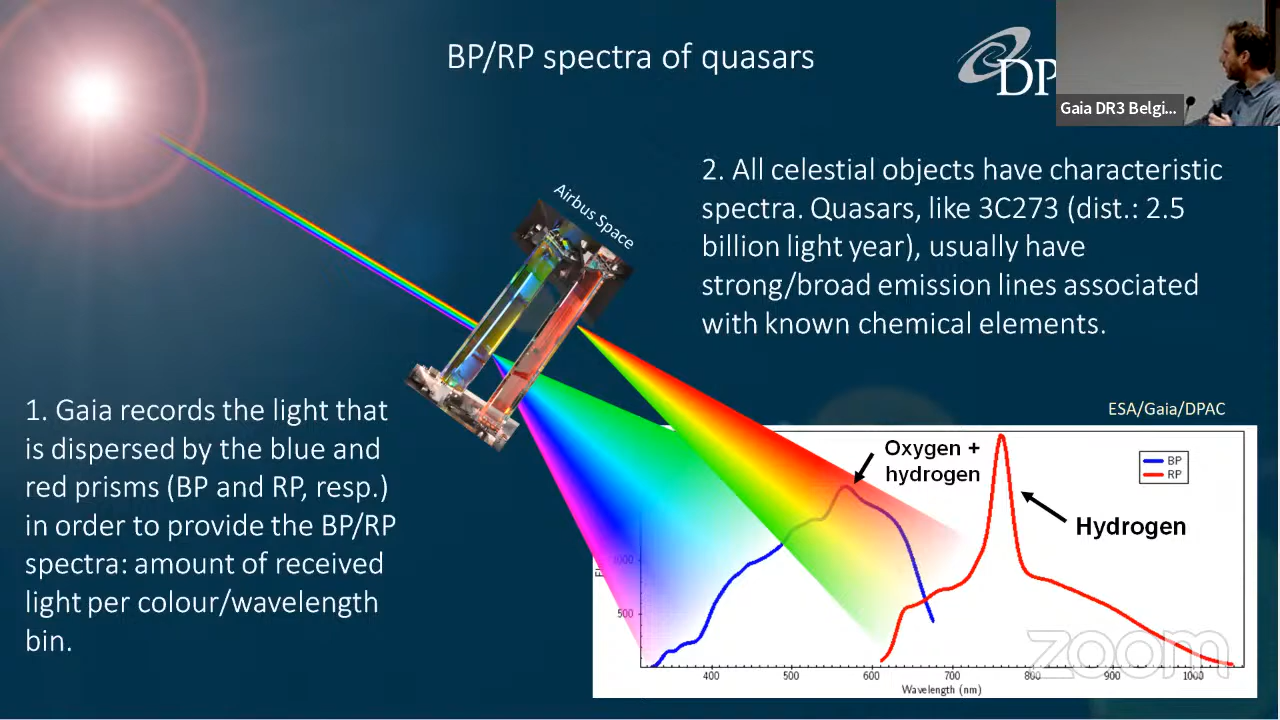 BP/RP spectra of quasars
DP
Gaia DR3 Belgi...
Airbus Space
2. All celestial objects have characteristic
spectra. Quasars, like 3C273 (dist.: 2.5
billion light year), usually have
strong/broad emission lines associated
with known chemical elements.
1. Gaia records the light that
is dispersed by the blue and
red prisms (BP and RP, resp.)
in order to provide the BP/RP
spectra: amount of received
light per colour/wavelength
bin.
ESA/Gaia/DPAC
Oxygen +
hydrogen
BP
RP
Hydrogen
1000
500
400 500 600 700 800 900 1000
Wavelength (nm)
zoom